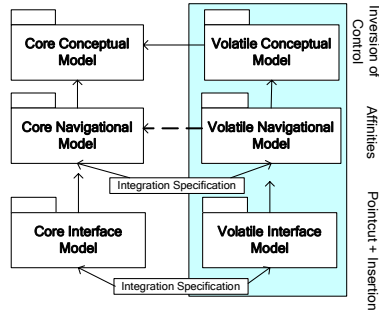 Core Conceptual
Model
Volatile Conceptual
Model
Inversion of
Control
Core Navigational
Model
Volatile Navigational
Model
Affinities
Integration Specification
Core Interface
Model
Volatile Interface
Model
Pointcut + Insertion
Integration Specification